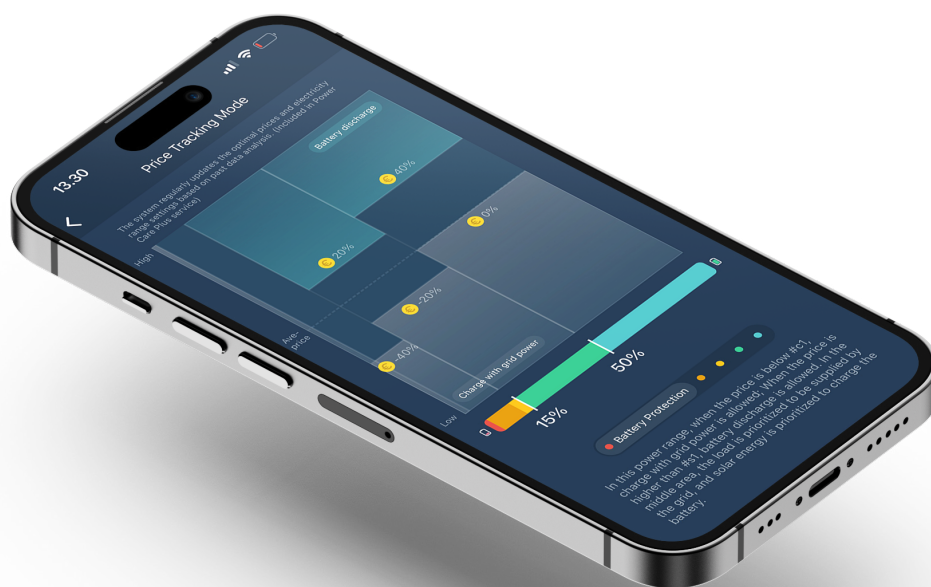 13.30
Price Tracking Mode
The system regularly updates the optimal prices and electricity
range settings based on past data analysis. (Included in Power
Care Plus service)
High
Battery discharge
40%
20%
0%
Ave-
price
-20%
-40%
Charge with grid power
Low
15%
50%
Battery Protection
In this power range, when the price is below #c1,
charge with grid power is allowed; When the price is
higher than #s1, battery discharge is allowed. In the
middle area, the load is prioritized to be supplied by
the grid, and solar energy is prioritized to charge the
battery.